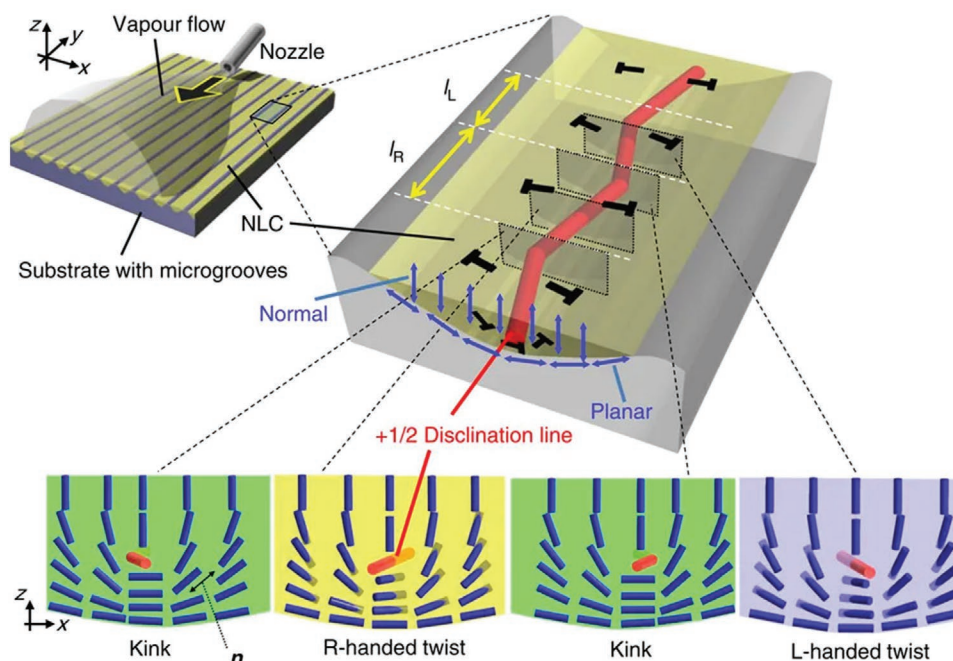 z
y
x
Vapour flow
Nozzle
l_L
l_R
NLC
Substrate with microgrooves
Normal
Planar
+1/2 Disclination line
z
x
n
Kink
R-handed twist
Kink
L-handed twist